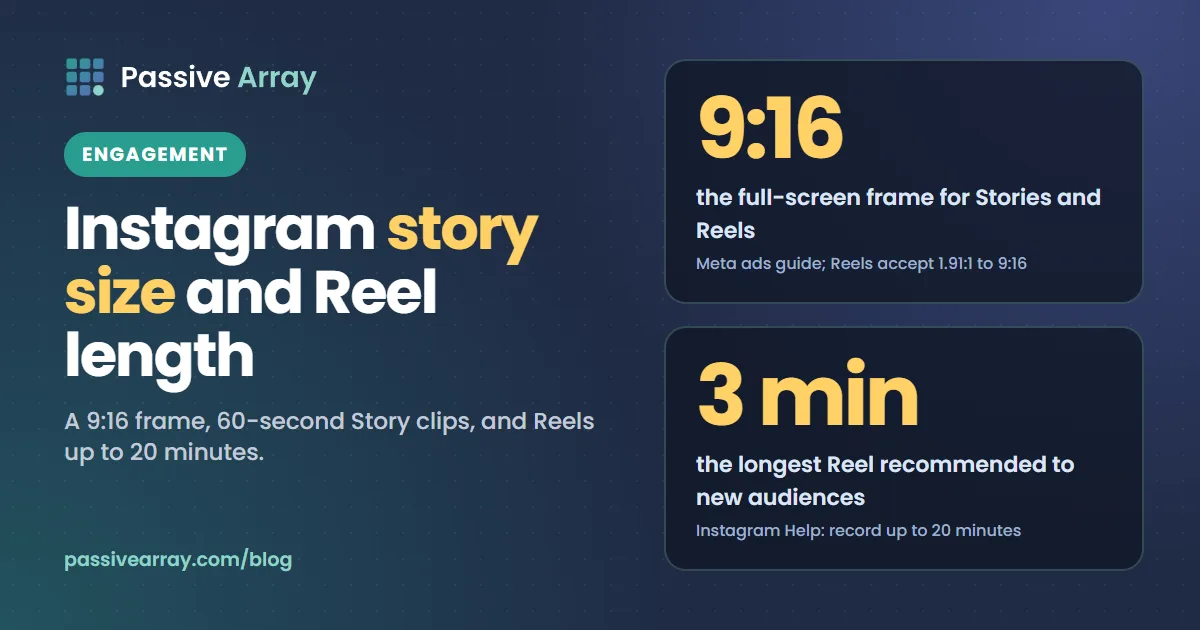 Passive Array
ENGAGEMENT
Instagram story
size and Reel
length
A 9:16 frame, 60-second Story clips, and Reels
up to 20 minutes.
passivearray.com/blog
9:16
the full-screen frame for Stories and
Reels
Meta ads guide; Reels accept 1.91:1 to 9:16
3 min
the longest Reel recommended to
new audiences
Instagram Help: record up to 20 minutes